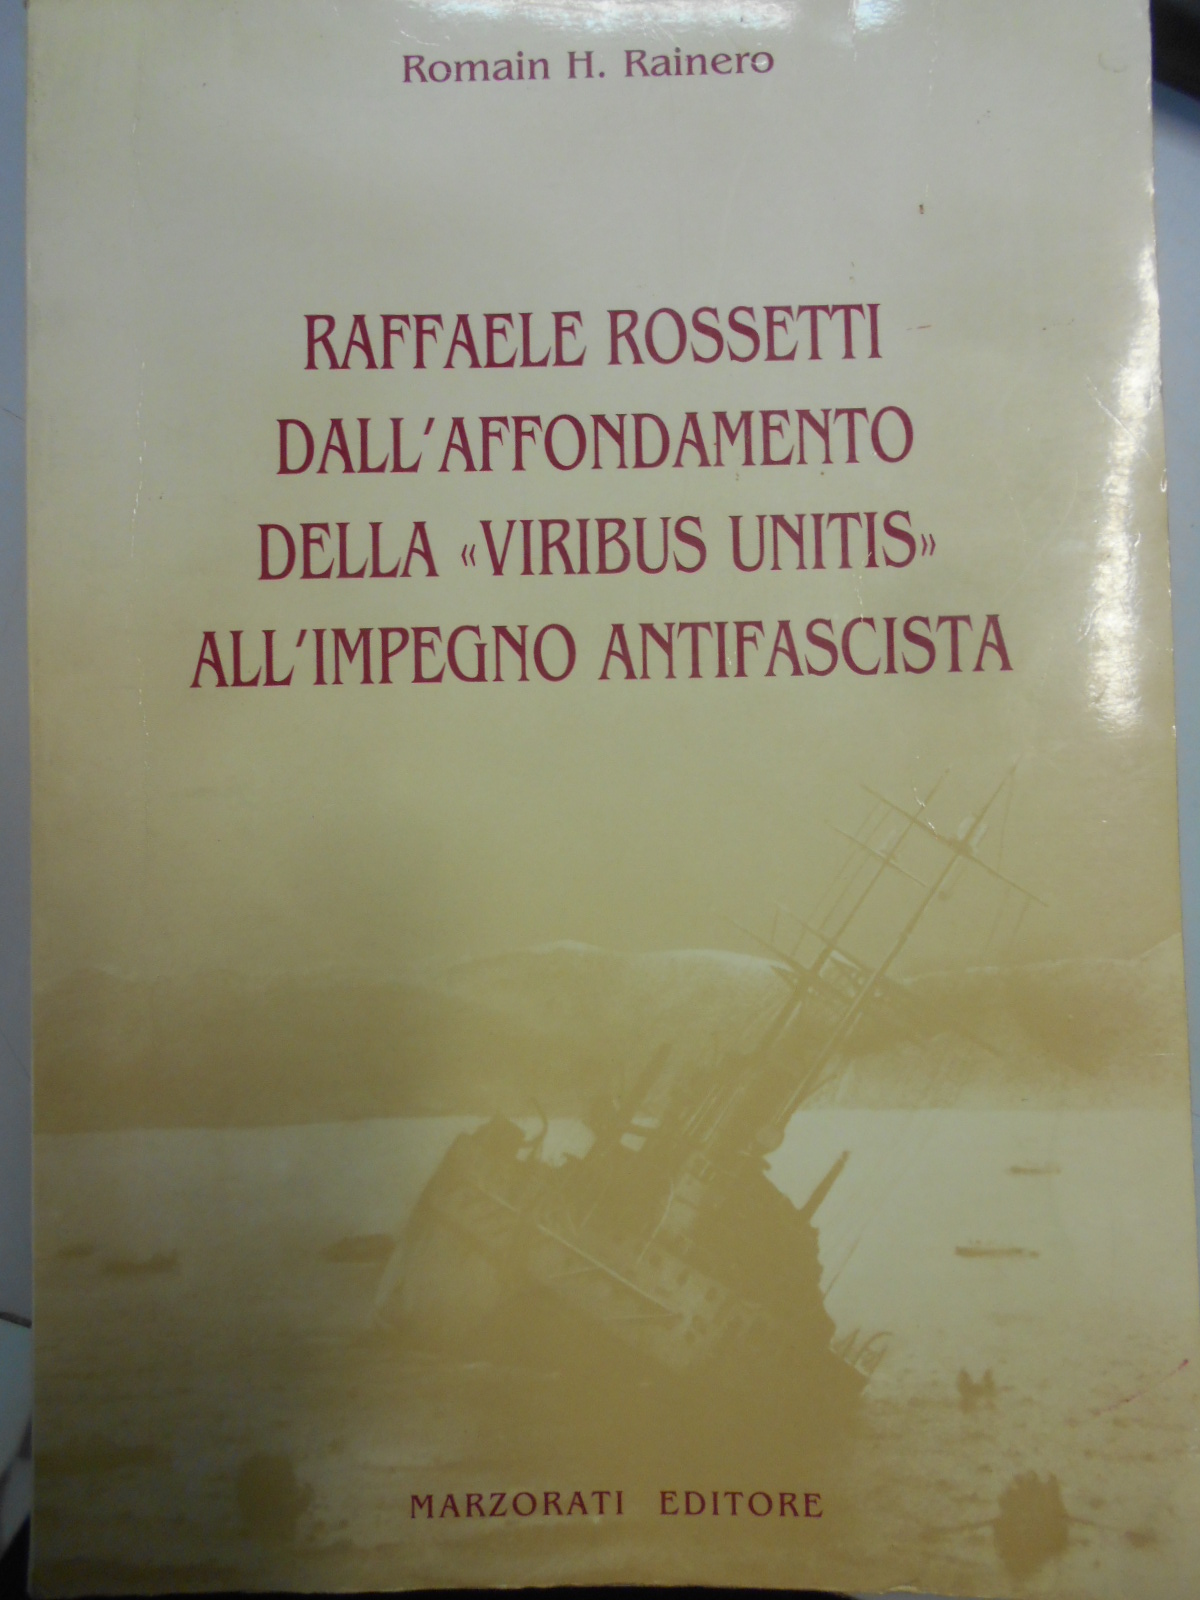 Romain H. Rainero
RAFFAELE ROSSETTI
DALL'AFFONDAMENTO
DELLA «VIRIBUS UNITIS»
ALL'IMPEGNO ANTIFASCISTA
MARZORATI EDITORE